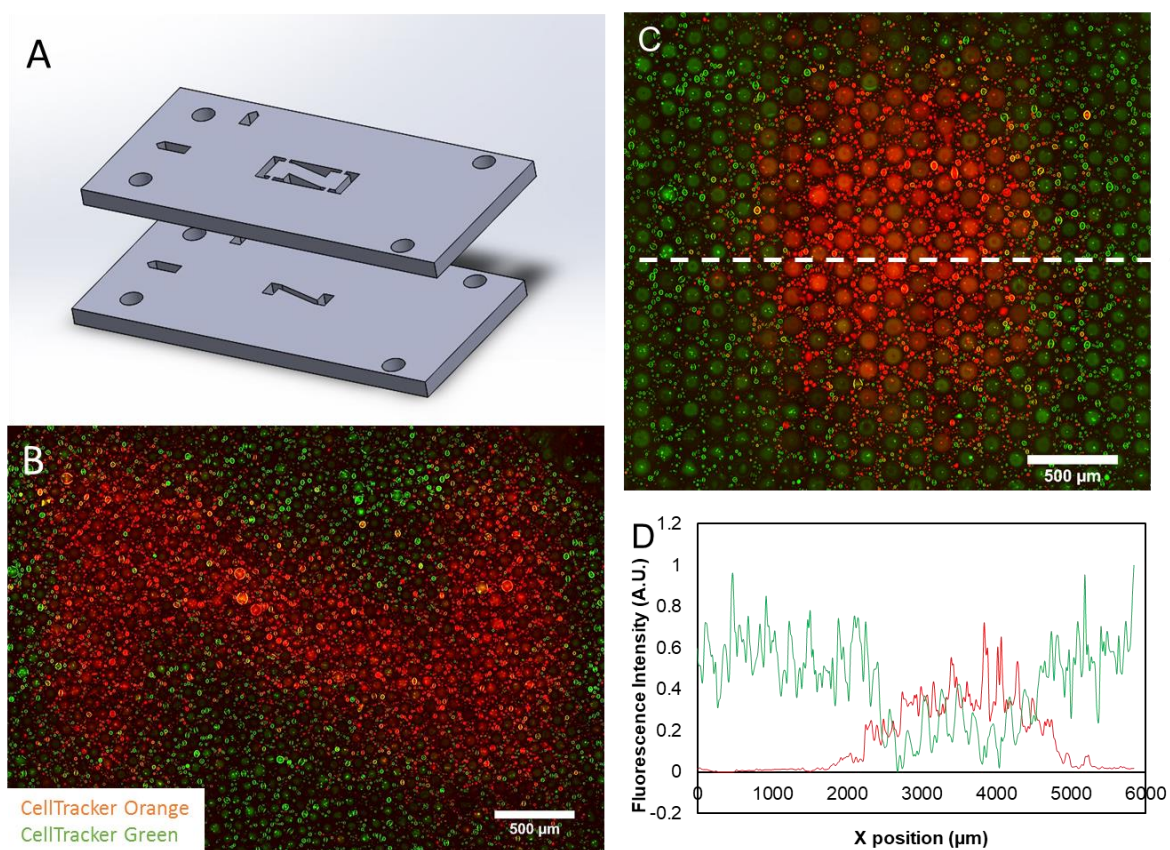 A
C
500 µm
B
CellTracker Orange
CellTracker Green
500 µm
D
Fluorescence Intensity (A.U.)
1.2
1
0.8
0.6
0.4
0.2
0
-0.2
0 1000 2000 3000 4000 5000 6000
X position (µm)